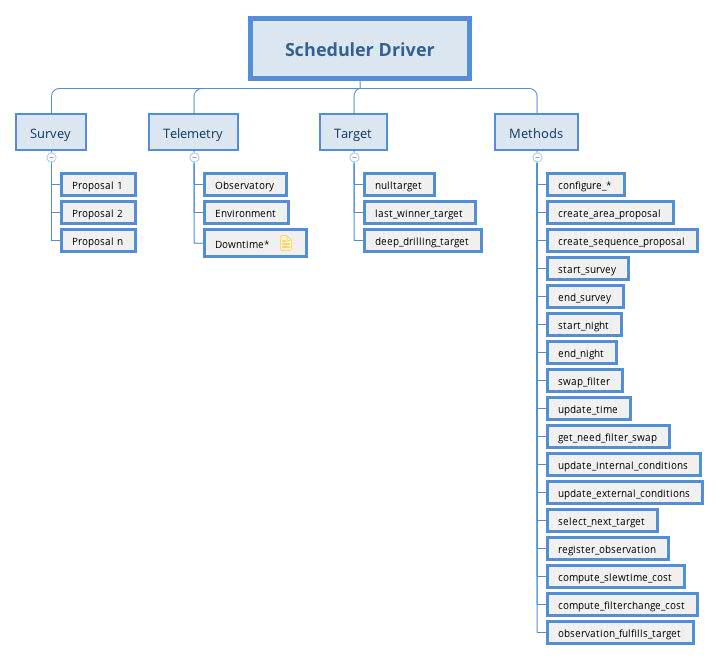 Scheduler Driver
Survey
Proposal 1
Proposal 2
Proposal n
Telemetry
Observatory
Environment
Downtime*
Target
nulltarget
last_winner_target
deep_drilling_target
Methods
configure_*
create_area_proposal
create_sequence_proposal
start_survey
end_survey
start_night
end_night
swap_filter
update_time
get_need_filter_swap
update_internal_conditions
update_external_conditions
select_next_target
register_observation
compute_slewtime_cost
compute_filterchange_cost
observation_fulfills_target